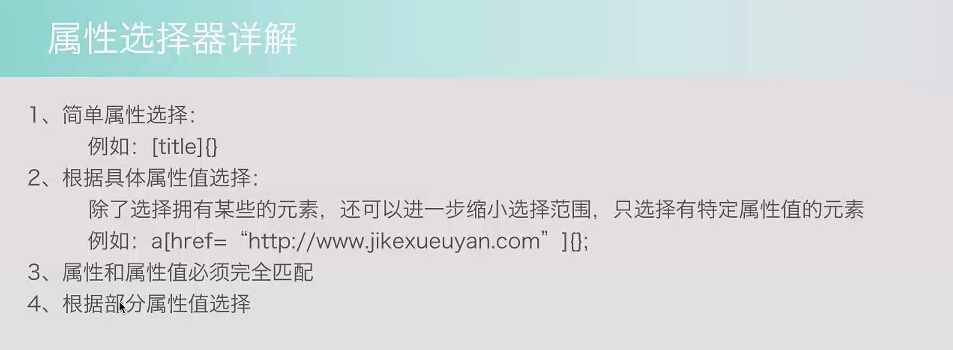 属性选择器详解
1、简单属性选择：
例如：[title]{}
2、根据具体属性值选择：
除了选择拥有某些的元素，还可以进一步缩小选择范围，只选择有特定属性值的元素
例如：a[href=“http://www.jikexueuyan.com”]{};
3、属性和属性值必须完全匹配
4、根据部分属性值选择